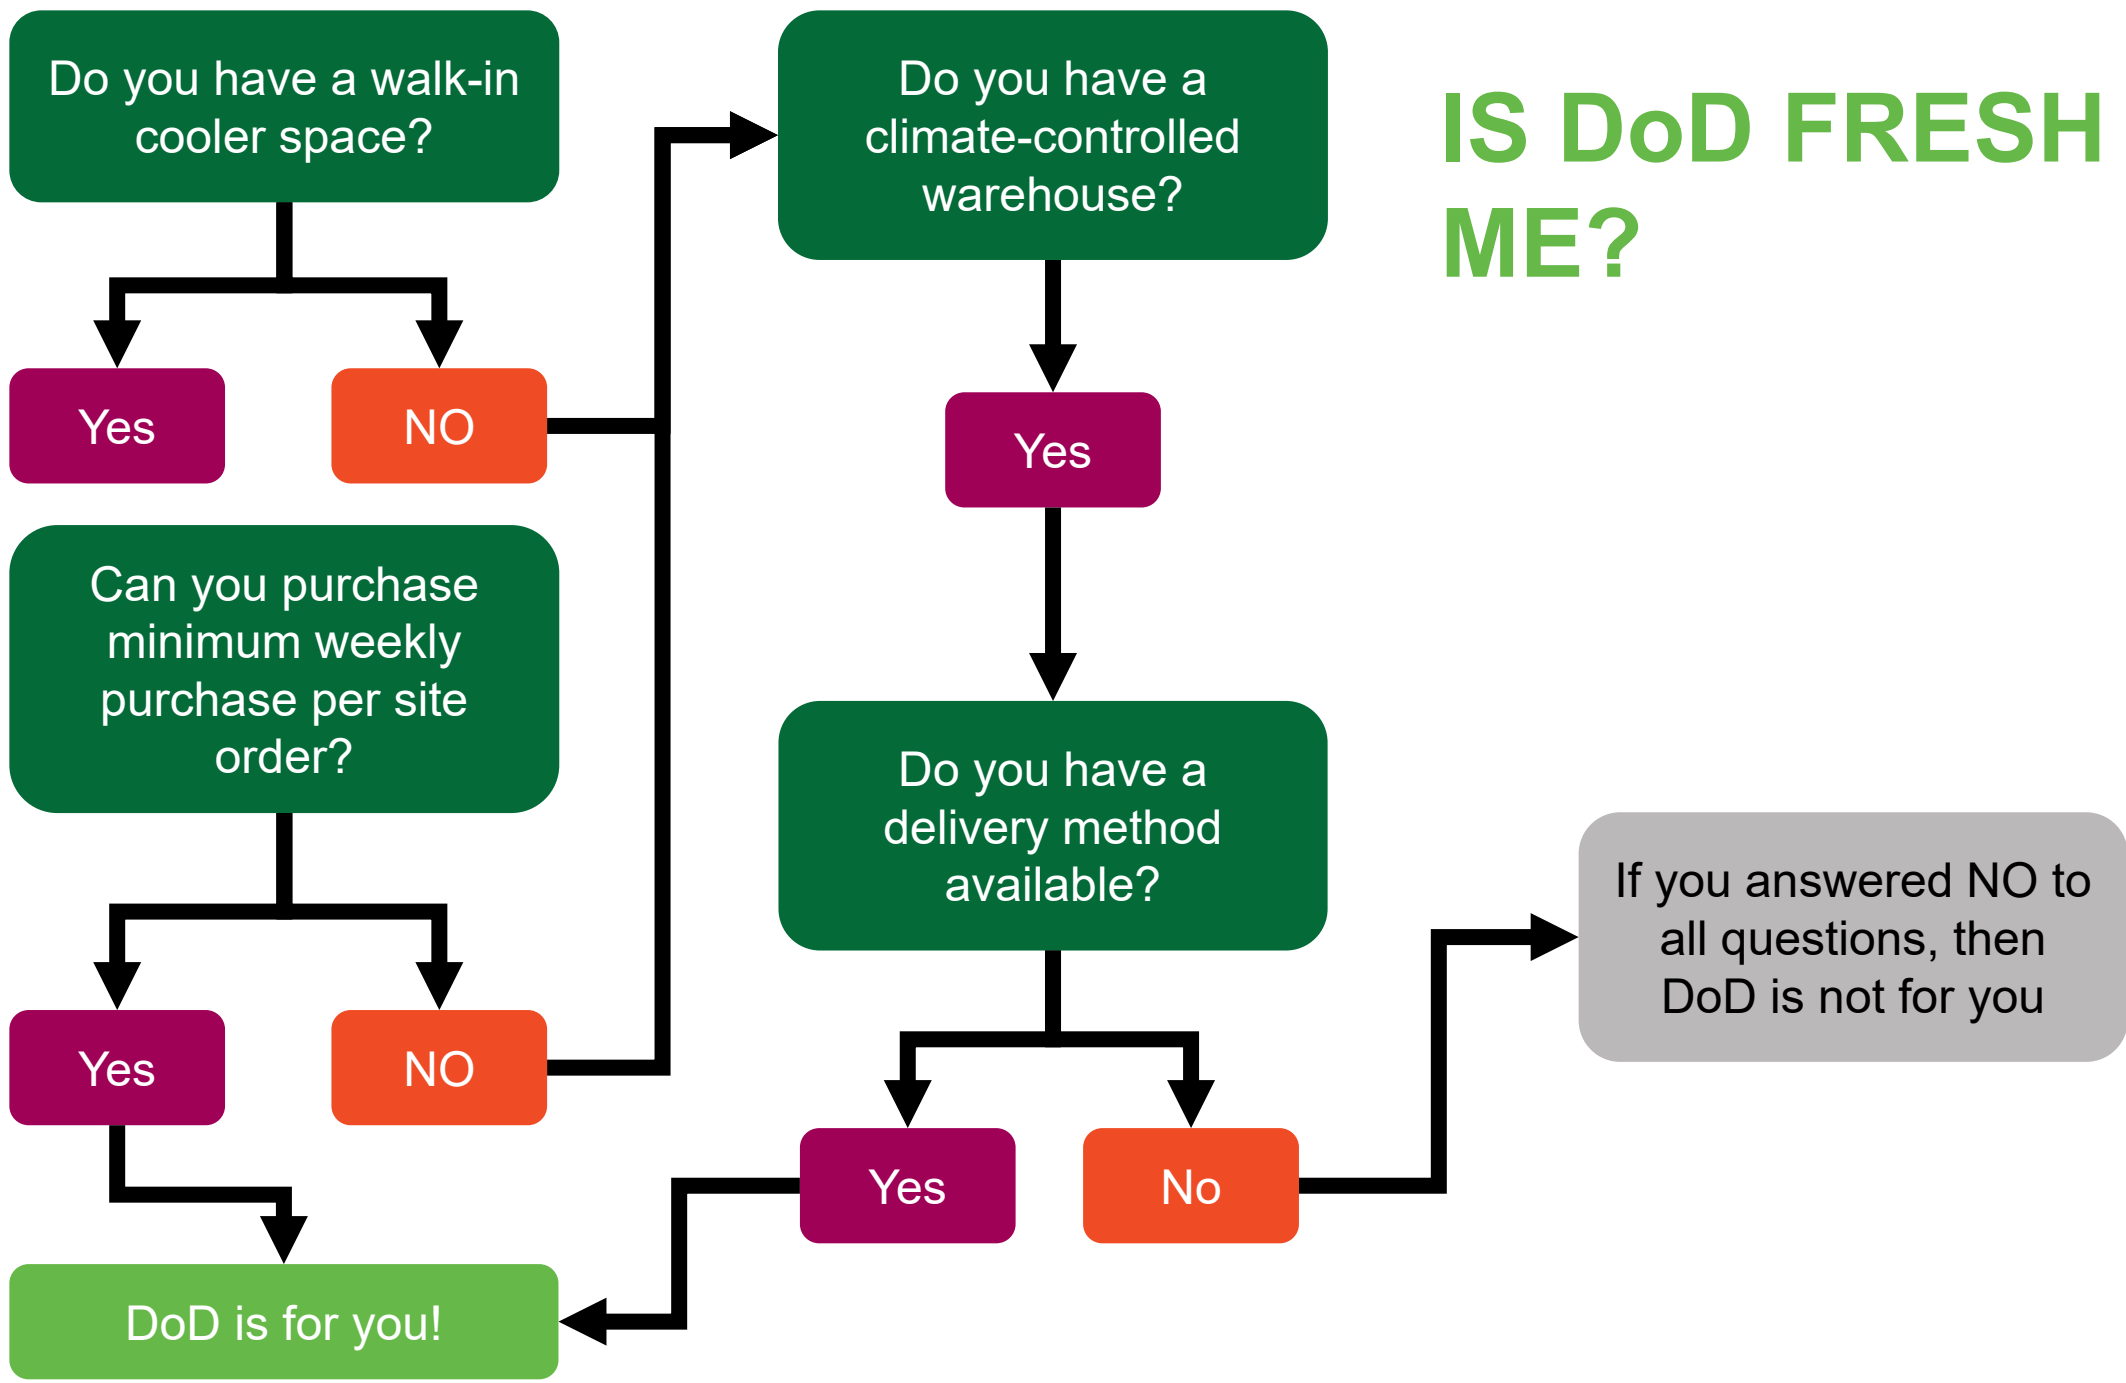 IS DoD FRESH
ME?
Do you have a walk-in
cooler space?
Yes
NO
Can you purchase
minimum weekly
purchase per site
order?
Yes
NO
DoD is for you!
Do you have a
climate-controlled
warehouse?
Yes
Do you have a
delivery method
available?
Yes
No
If you answered NO to
all questions, then
DoD is not for you